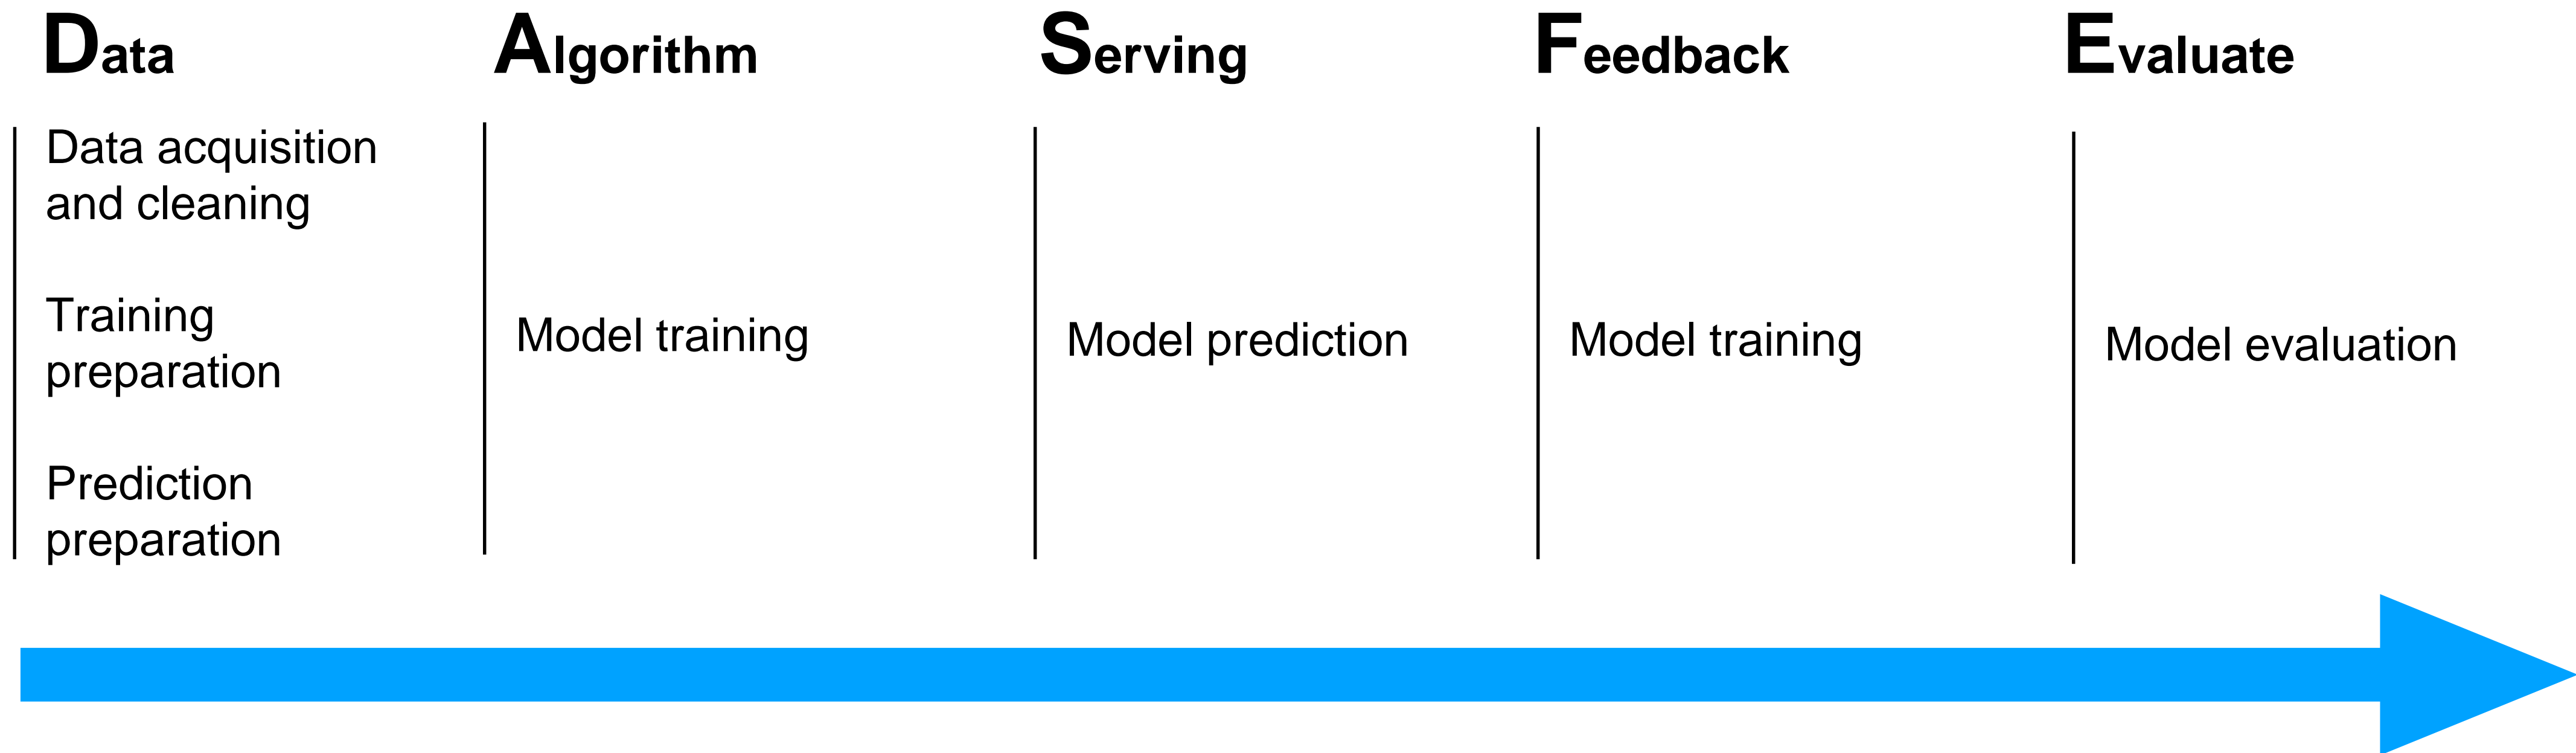 Data
Algorithm
Serving
Feedback
Evaluate
Data acquisition
and cleaning
Training
preparation
Prediction
preparation
Model training
Model prediction
Model training
Model evaluation